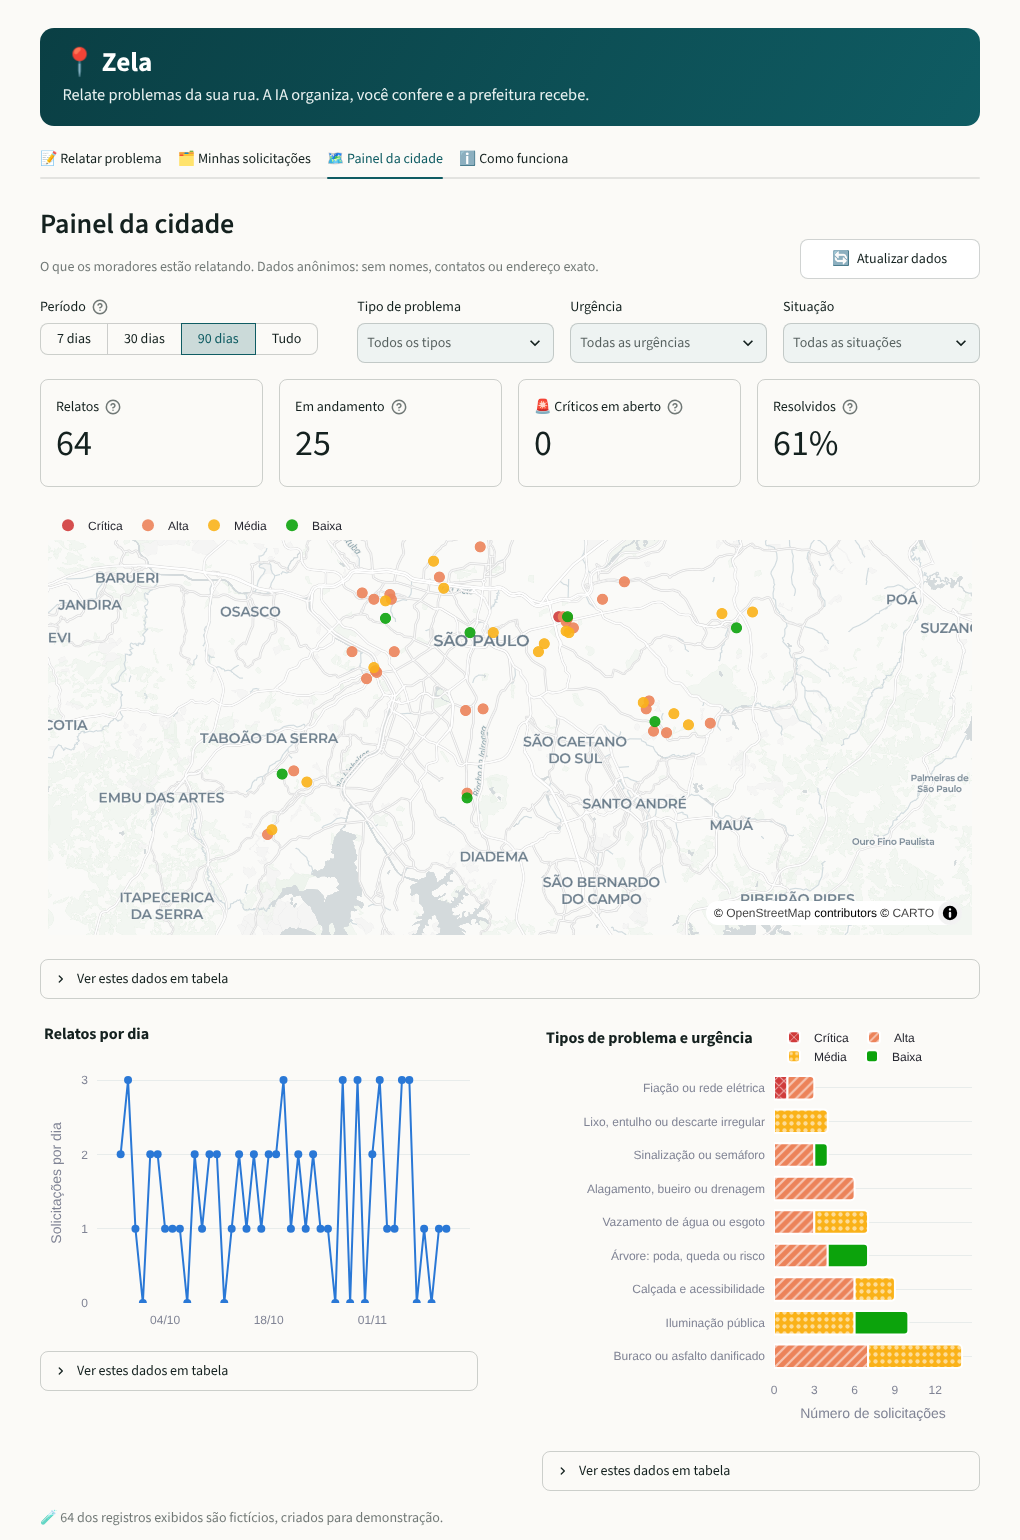 📍 Zela
Relate problemas da sua rua. A IA organiza, você confere e a prefeitura recebe.
📝 Relatar problema 🗂️ Minhas solicitações 🗺️ Painel da cidade ℹ️ Como funciona
Painel da cidade
O que os moradores estão relatando. Dados anônimos: sem nomes, contatos ou endereço exato.
🔄 Atualizar dados
Período
7 dias 30 dias 90 dias Tudo
Tipo de problema
Todos os tipos
Urgência
Todas as urgências
Situação
Todas as situações
Relatos
64
Em andamento
25
🚨 Críticos em aberto
0
Resolvidos
61%
Crítica Alta Média Baixa
BARUERI
JANDIRA
EVI
OSASCO
SÃO PAULO
POÁ
SUZAN
COTIA
TABOÃO DA SERRA
SÃO CAETANO
DO SUL
EMBU DAS ARTES
SANTO ANDRÉ
MAUÁ
Palmeiras de
São Paulo
Ouro Fino Paulista
DIADEMA
SÃO BERNARDO
DO CAMPO
RIBEIRÃO PIRES
ITAPECERICA
DA SERRA
© OpenStreetMap contributors © CARTO
Ver estes dados em tabela
Relatos por dia
Solicitações por dia
3
2
1
0
04/10 18/10 01/11
Ver estes dados em tabela
Tipos de problema e urgência
Crítica Alta
Média Baixa
Fiação ou rede elétrica
Lixo, entulho ou descarte irregular
Sinalização ou semáforo
Alagamento, bueiro ou drenagem
Vazamento de água ou esgoto
Árvore: poda, queda ou risco
Calçada e acessibilidade
Iluminação pública
Buraco ou asfalto danificado
0 3 6 9 12
Número de solicitações
Ver estes dados em tabela
🧪 64 dos registros exibidos são fictícios, criados para demonstração.